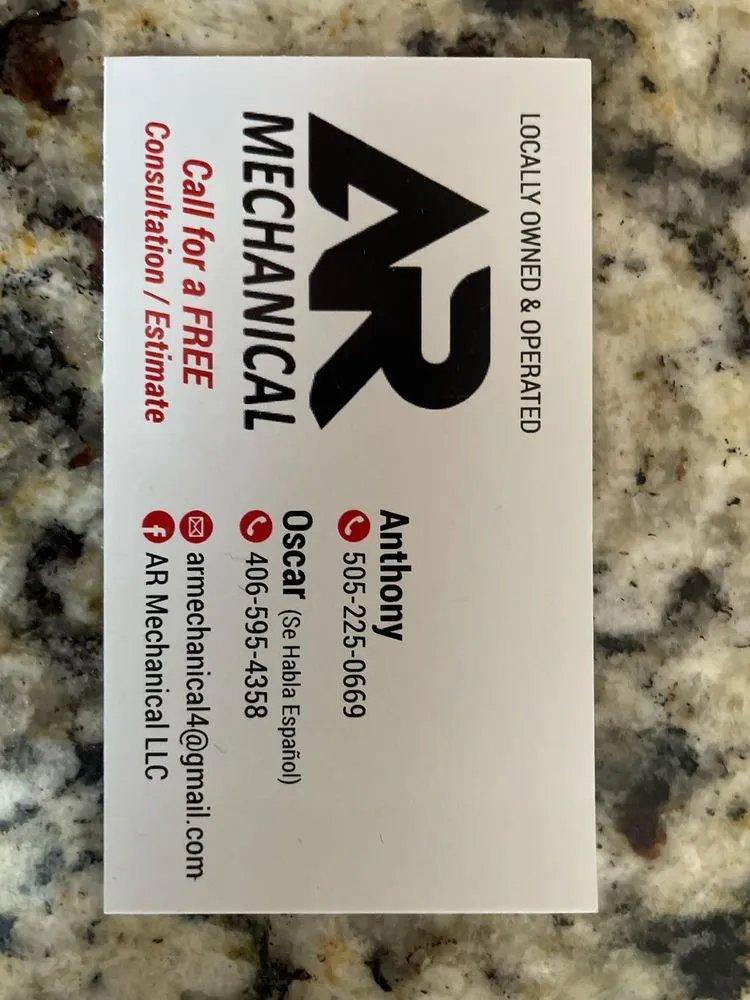 LOCALLY OWNED & OPERATED
AR
MECHANICAL
Call for a FREE
Consultation / Estimate
Anthony
505-225-0669
Oscar (Se Habla Español)
406-595-4358
armechanical4@gmail.com
AR Mechanical LLC